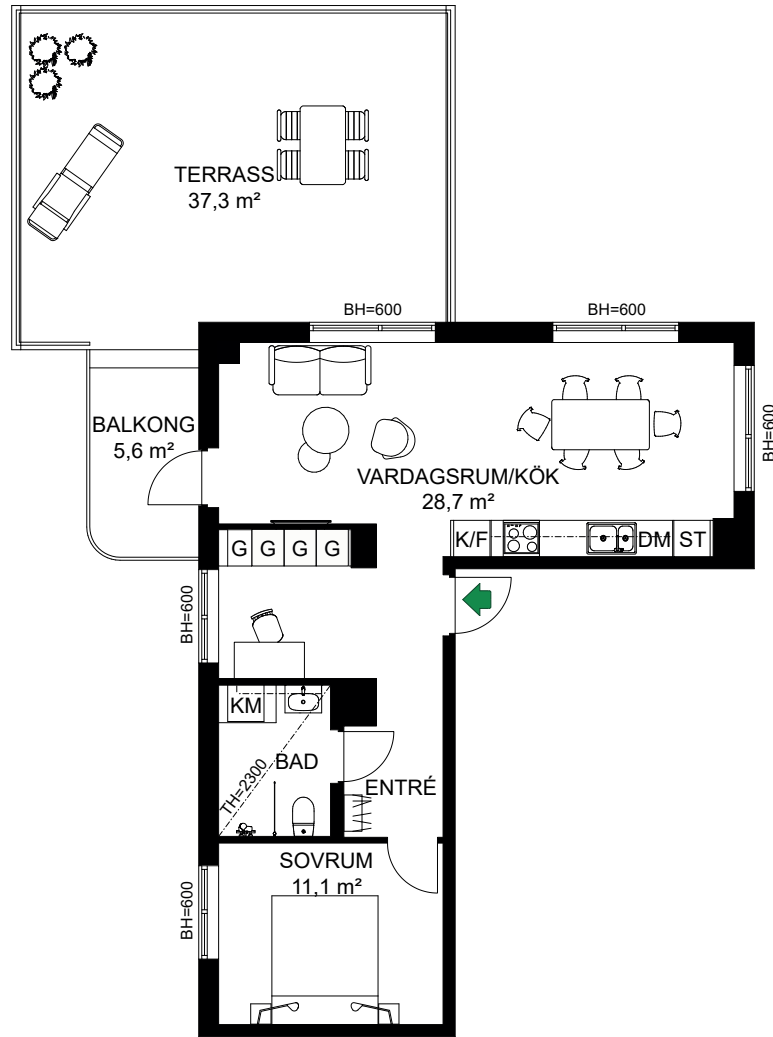 TERRASS
37,3 m²
BH=600
BH=600
BALKONG
5,6 m²
BH=600
VARDAGSRUM/KÖK
28,7 m²
K/F
DM
ST
G
G
G
G
BH=600
KM
BAD
TH=2300
ENTRÉ
SOVRUM
11,1 m²
BH=600